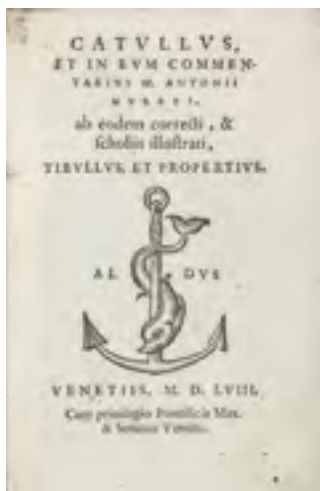 CATVLLVS,
ET IN EVM COMMEN-
TARIVS M. ANTONII
MVRETI.
ab eodem correcti, &
scholiis illustrati,
TIBVLLVS, ET PROPERTIVS.
AL DVS
VENETIIS, M. D. LVIII.
Cum priuilegio Pontificis Max.
& Senatus Veneti.